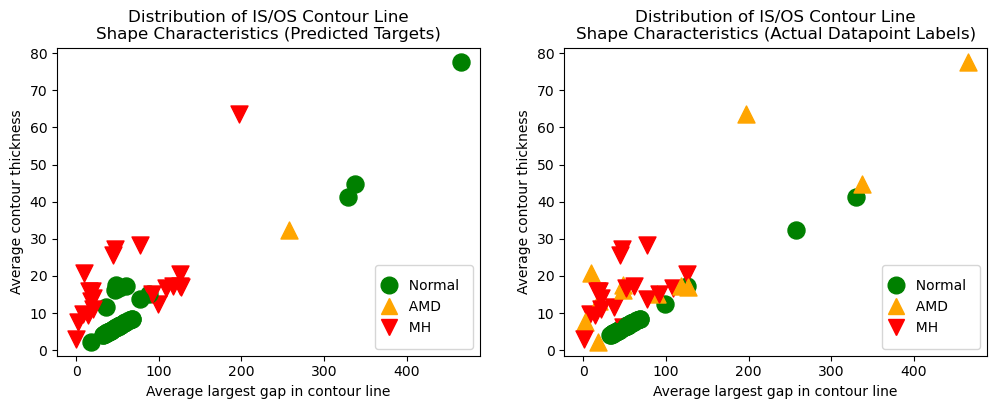 Distribution of IS/OS Contour Line
Shape Characteristics (Predicted Targets)
80
70
60
50
40
30
20
10
0
Average contour thickness
0 100 200 300 400
Average largest gap in contour line
Normal
AMD
MH
Distribution of IS/OS Contour Line
Shape Characteristics (Actual Datapoint Labels)
80
70
60
50
40
30
20
10
0
Average contour thickness
0 100 200 300 400
Average largest gap in contour line
Normal
AMD
MH